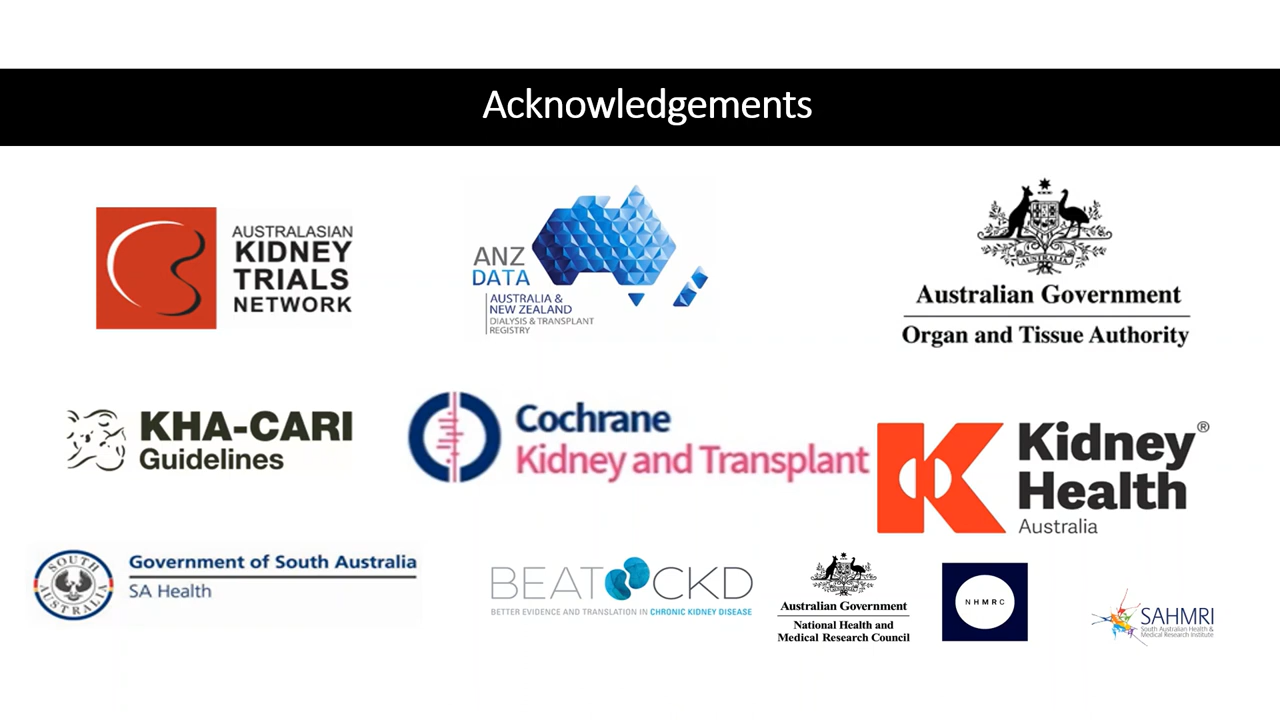 Acknowledgements
AUSTRALASIAN
KIDNEY
TRIALS
NETWORK
ANZ
DATA
AUSTRALIA &
NEW ZEALAND
DIALYSIS & TRANSPLANT
REGISTRY
AUSTRALIA
Australian Government
Organ and Tissue Authority
KHA-CARI
Guidelines
Cochrane
Kidney and Transplant
Kidney®
Health
Australia
SOUTH
AUSTRALIA
Government of South Australia
SA Health
BEAT CKD
BETTER EVIDENCE AND TRANSLATION IN CHRONIC KIDNEY DISEASE
Australian Government
National Health and
Medical Research Council
NHMRC
SAHMRI
South Australian Health &
Medical Research Institute